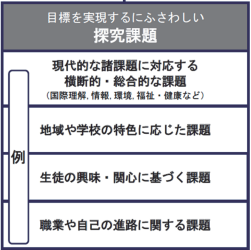 目標を実現するにふさわしい
探究課題
現代的な諸課題に対応する
横断的・総合的な課題
(国際理解, 情報, 環境, 福祉・健康など)
例
地域や学校の特色に応じた課題
生徒の興味・関心に基づく課題
職業や自己の進路に関する課題